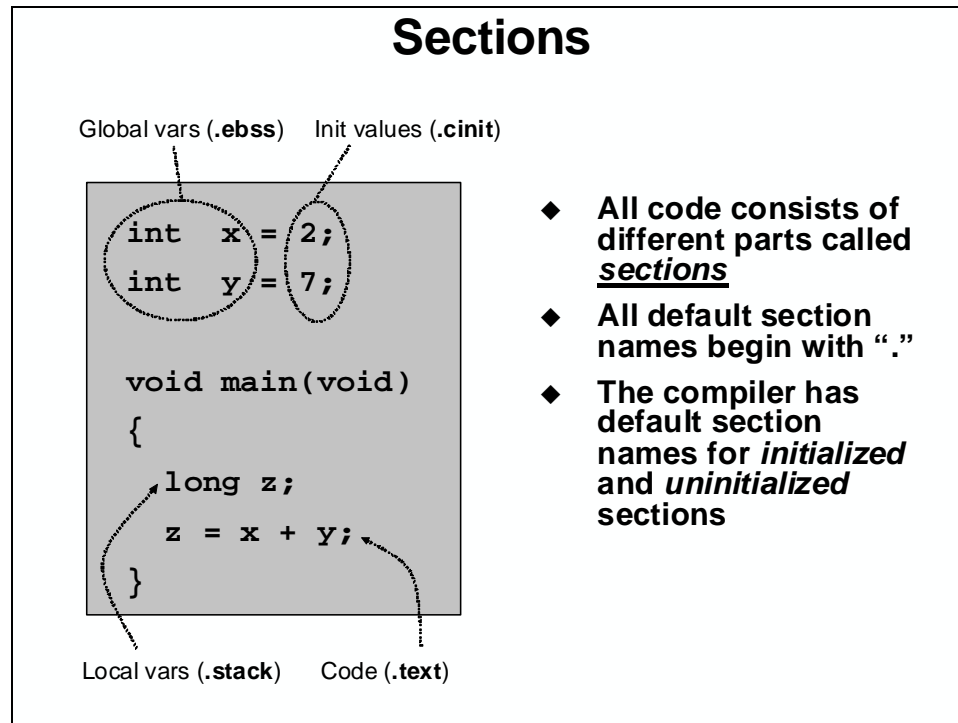 Sections
Global vars (.ebss) Init values (.cinit)
int x = 2;
int y = 7;
void main(void)
{
long z;
z = x + y;
}
Local vars (.stack) Code (.text)
◆ All code consists of
different parts called
sections
◆ All default section
names begin with “.”
◆ The compiler has
default section
names for initialized
and uninitialized
sections